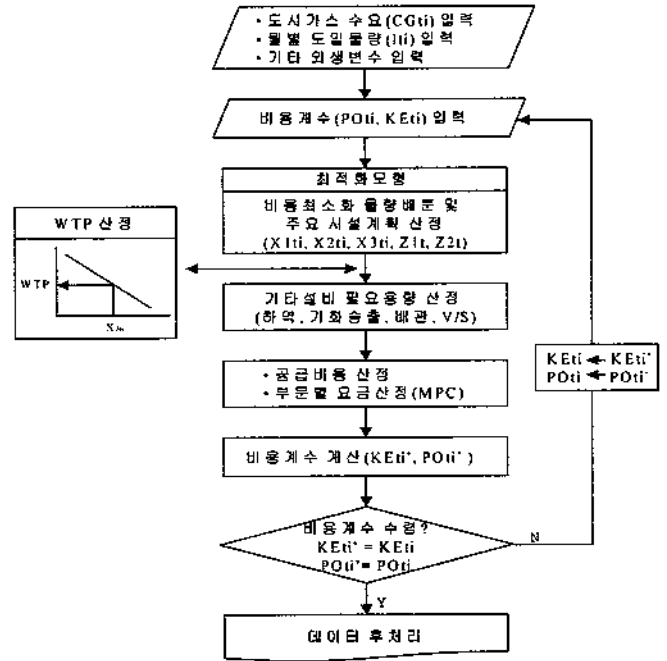 • 도시가스 수요(CGti) 입력
• 월별 도입물량(Iti) 입력
• 기타 외생변수 입력
비용계수(POti, KEti) 입력
최적화모형
비용최소화 물량배분 및
주요 시설계획 산정
(X1ti, X2ti, X3ti, Z1t, Z2t)
WTP 산정
WTP
기타설비 필요용량 산정
(하역, 기화송출, 배관, V/S)
• 공급비용 산정
• 부문별 요금산정(MPC)
KEti ← KEti*
POti ← POti*
비용계수 계산(KEti*, POti*)
비용계수 수렴?
KEti* = KEti
POti* = POti
N
Y
데이터 후처리